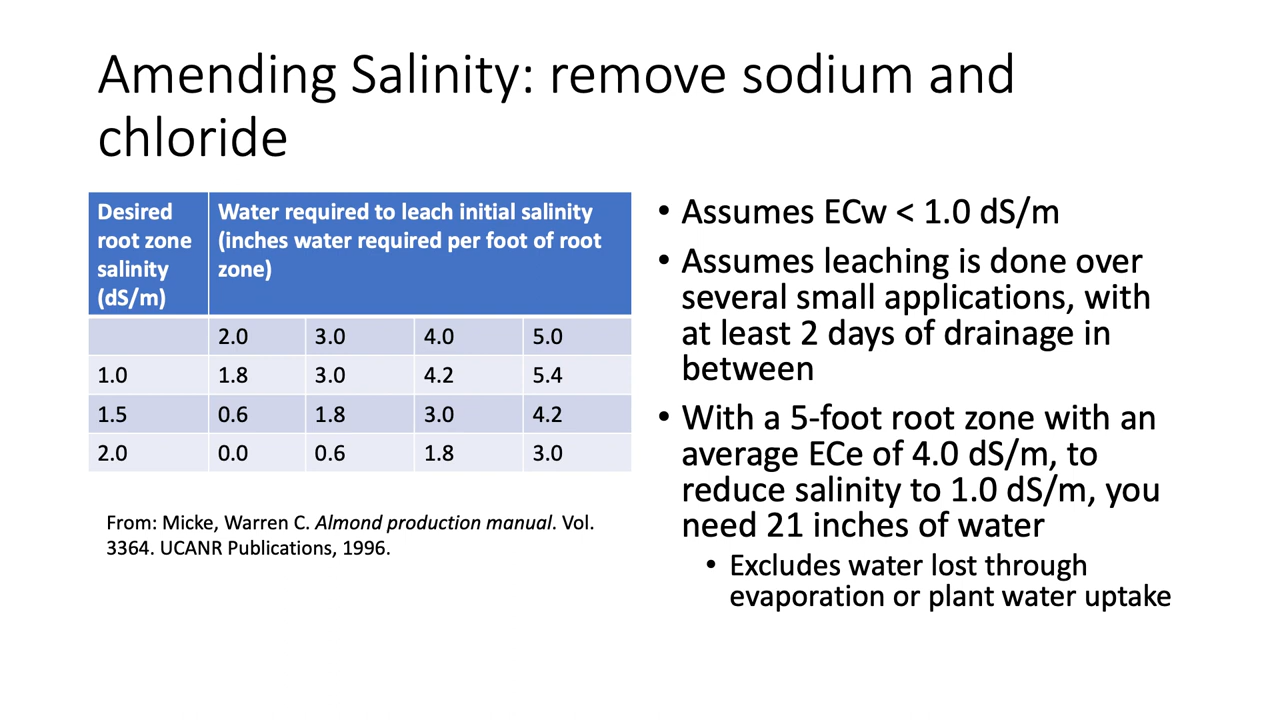 Amending Salinity: remove sodium and
chloride
Desired
root zone
salinity
(dS/m)
Water required to leach initial salinity
(inches water required per foot of root
zone)
2.0 3.0 4.0 5.0
1.0 1.8 3.0 4.2 5.4
1.5 0.6 1.8 3.0 4.2
2.0 0.0 0.6 1.8 3.0
From: Micke, Warren C. Almond production manual. Vol.
3364. UCANR Publications, 1996.
• Assumes ECw < 1.0 dS/m
• Assumes leaching is done over
several small applications, with
at least 2 days of drainage in
between
• With a 5-foot root zone with an
average ECe of 4.0 dS/m, to
reduce salinity to 1.0 dS/m, you
need 21 inches of water
• Excludes water lost through
evaporation or plant water uptake